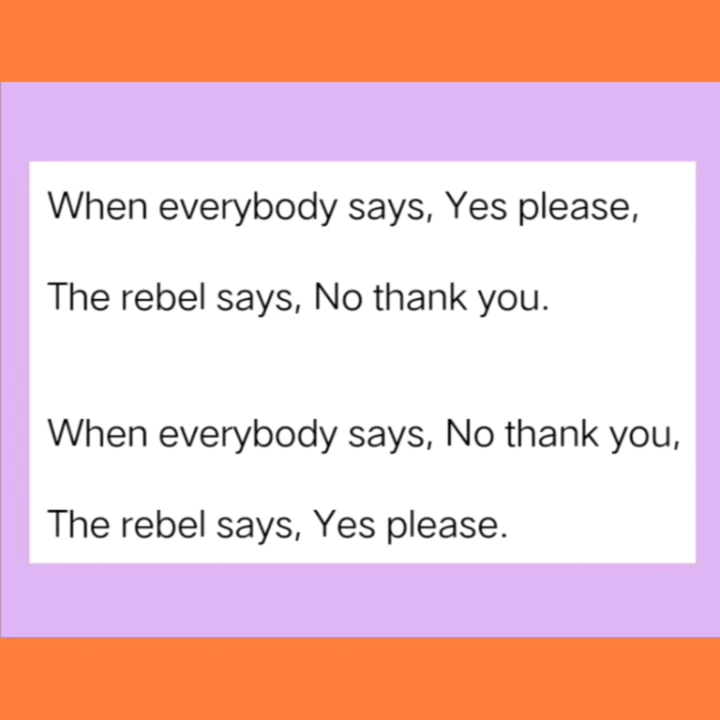 When everybody says, Yes please,
The rebel says, No thank you.
When everybody says, No thank you,
The rebel says, Yes please.